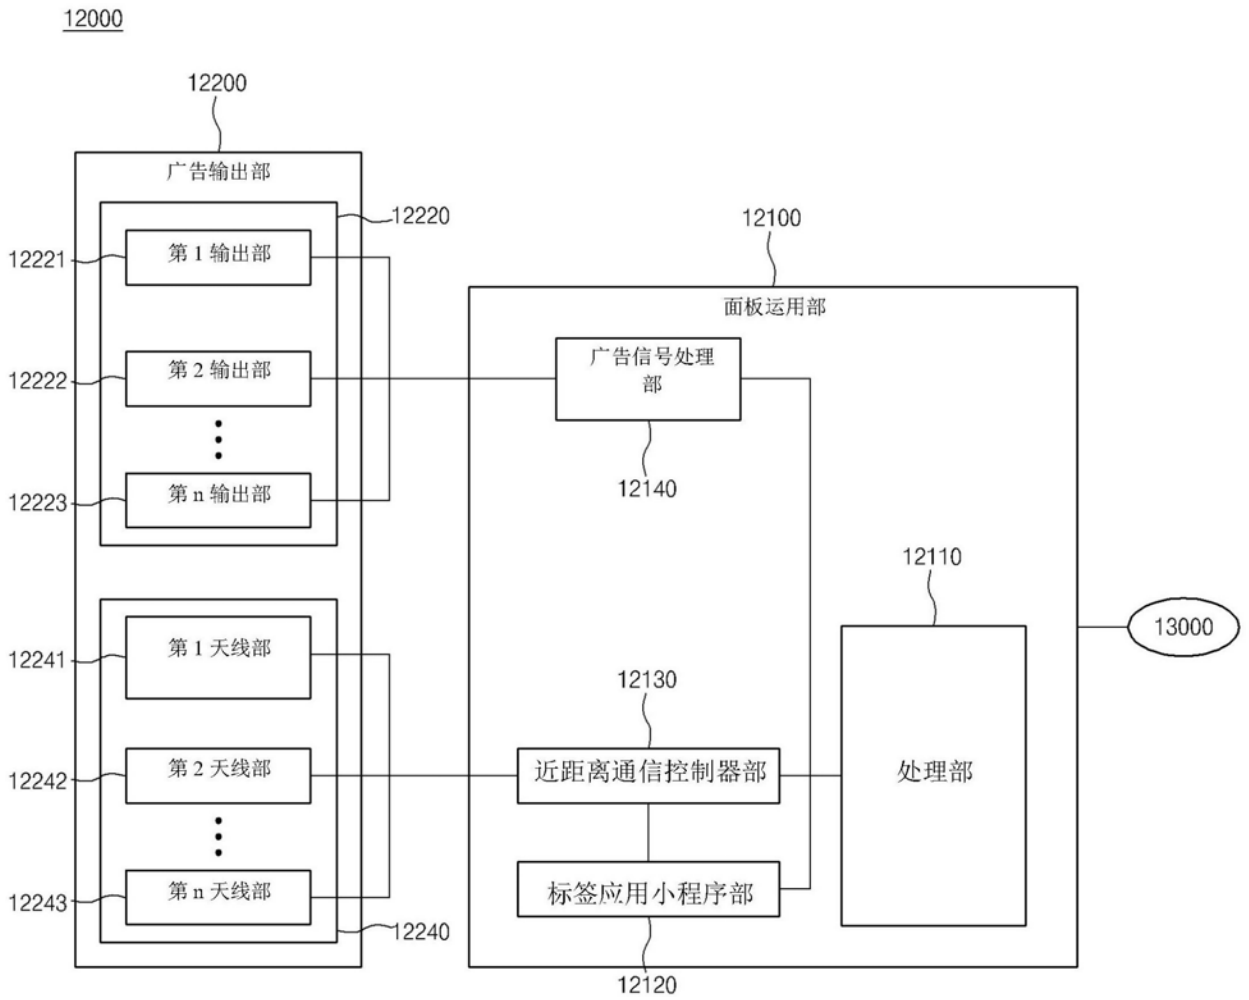 12000
12200
广告输出部
12220
12221
第 1 输出部
12222
第 2 输出部
12223
第 n 输出部
12241
第 1 天线部
12242
第 2 天线部
12243
第 n 天线部
12240
12100
面板运用部
广告信号处理
部
12140
12110
处理部
12130
近距离通信控制器部
标签应用小程序部
12120
13000